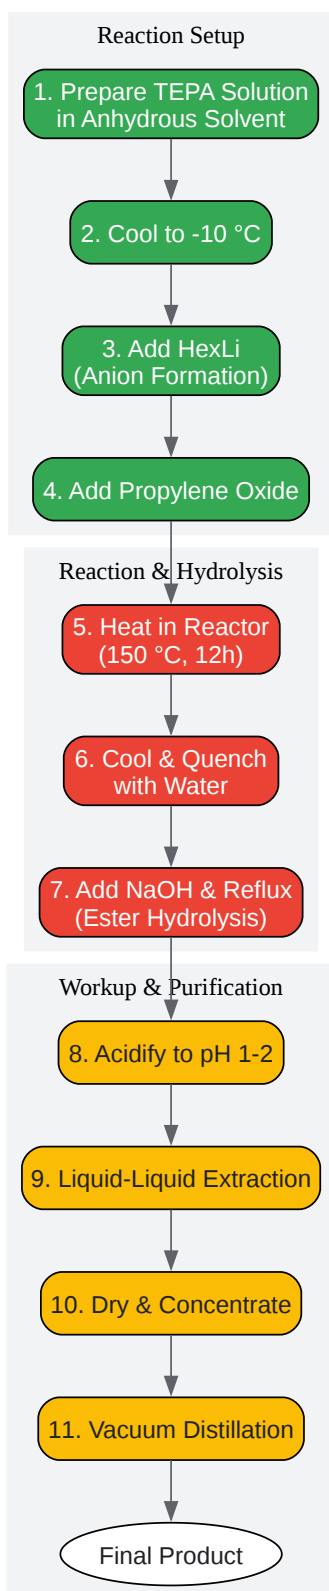 Reaction Setup
1. Prepare TEPA Solution
in Anhydrous Solvent
2. Cool to -10 °C
3. Add HexLi
(Anion Formation)
4. Add Propylene Oxide
Reaction & Hydrolysis
5. Heat in Reactor
(150 °C, 12h)
6. Cool & Quench
with Water
7. Add NaOH & Reflux
(Ester Hydrolysis)
Workup & Purification
8. Acidify to pH 1-2
9. Liquid-Liquid Extraction
10. Dry & Concentrate
11. Vacuum Distillation
Final Product